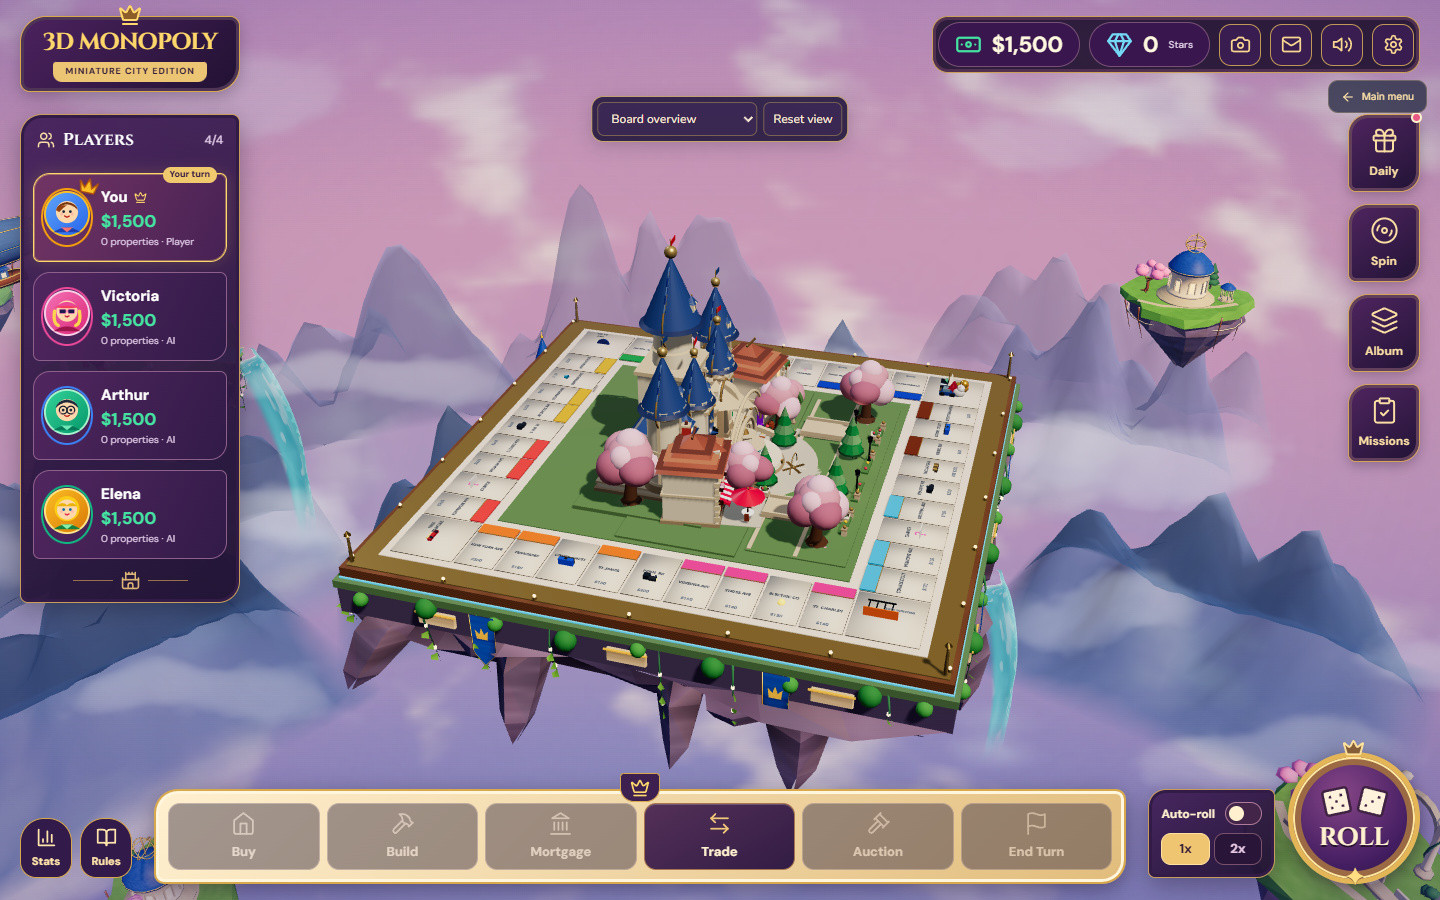 3D MONOPOLY
MINIATURE CITY EDITION
$1,500
0 Stars
Main menu
Board overview
Reset view
PLAYERS 4/4
Your turn
You
$1,500
0 properties · Player
Victoria
$1,500
0 properties · AI
Arthur
$1,500
0 properties · AI
Elena
$1,500
0 properties · AI
Daily
Spin
Album
Missions
ST. CHARLES
Stats
Rules
Buy
Build
Mortgage
Trade
Auction
End Turn
Auto-roll
1x
2x
ROLL